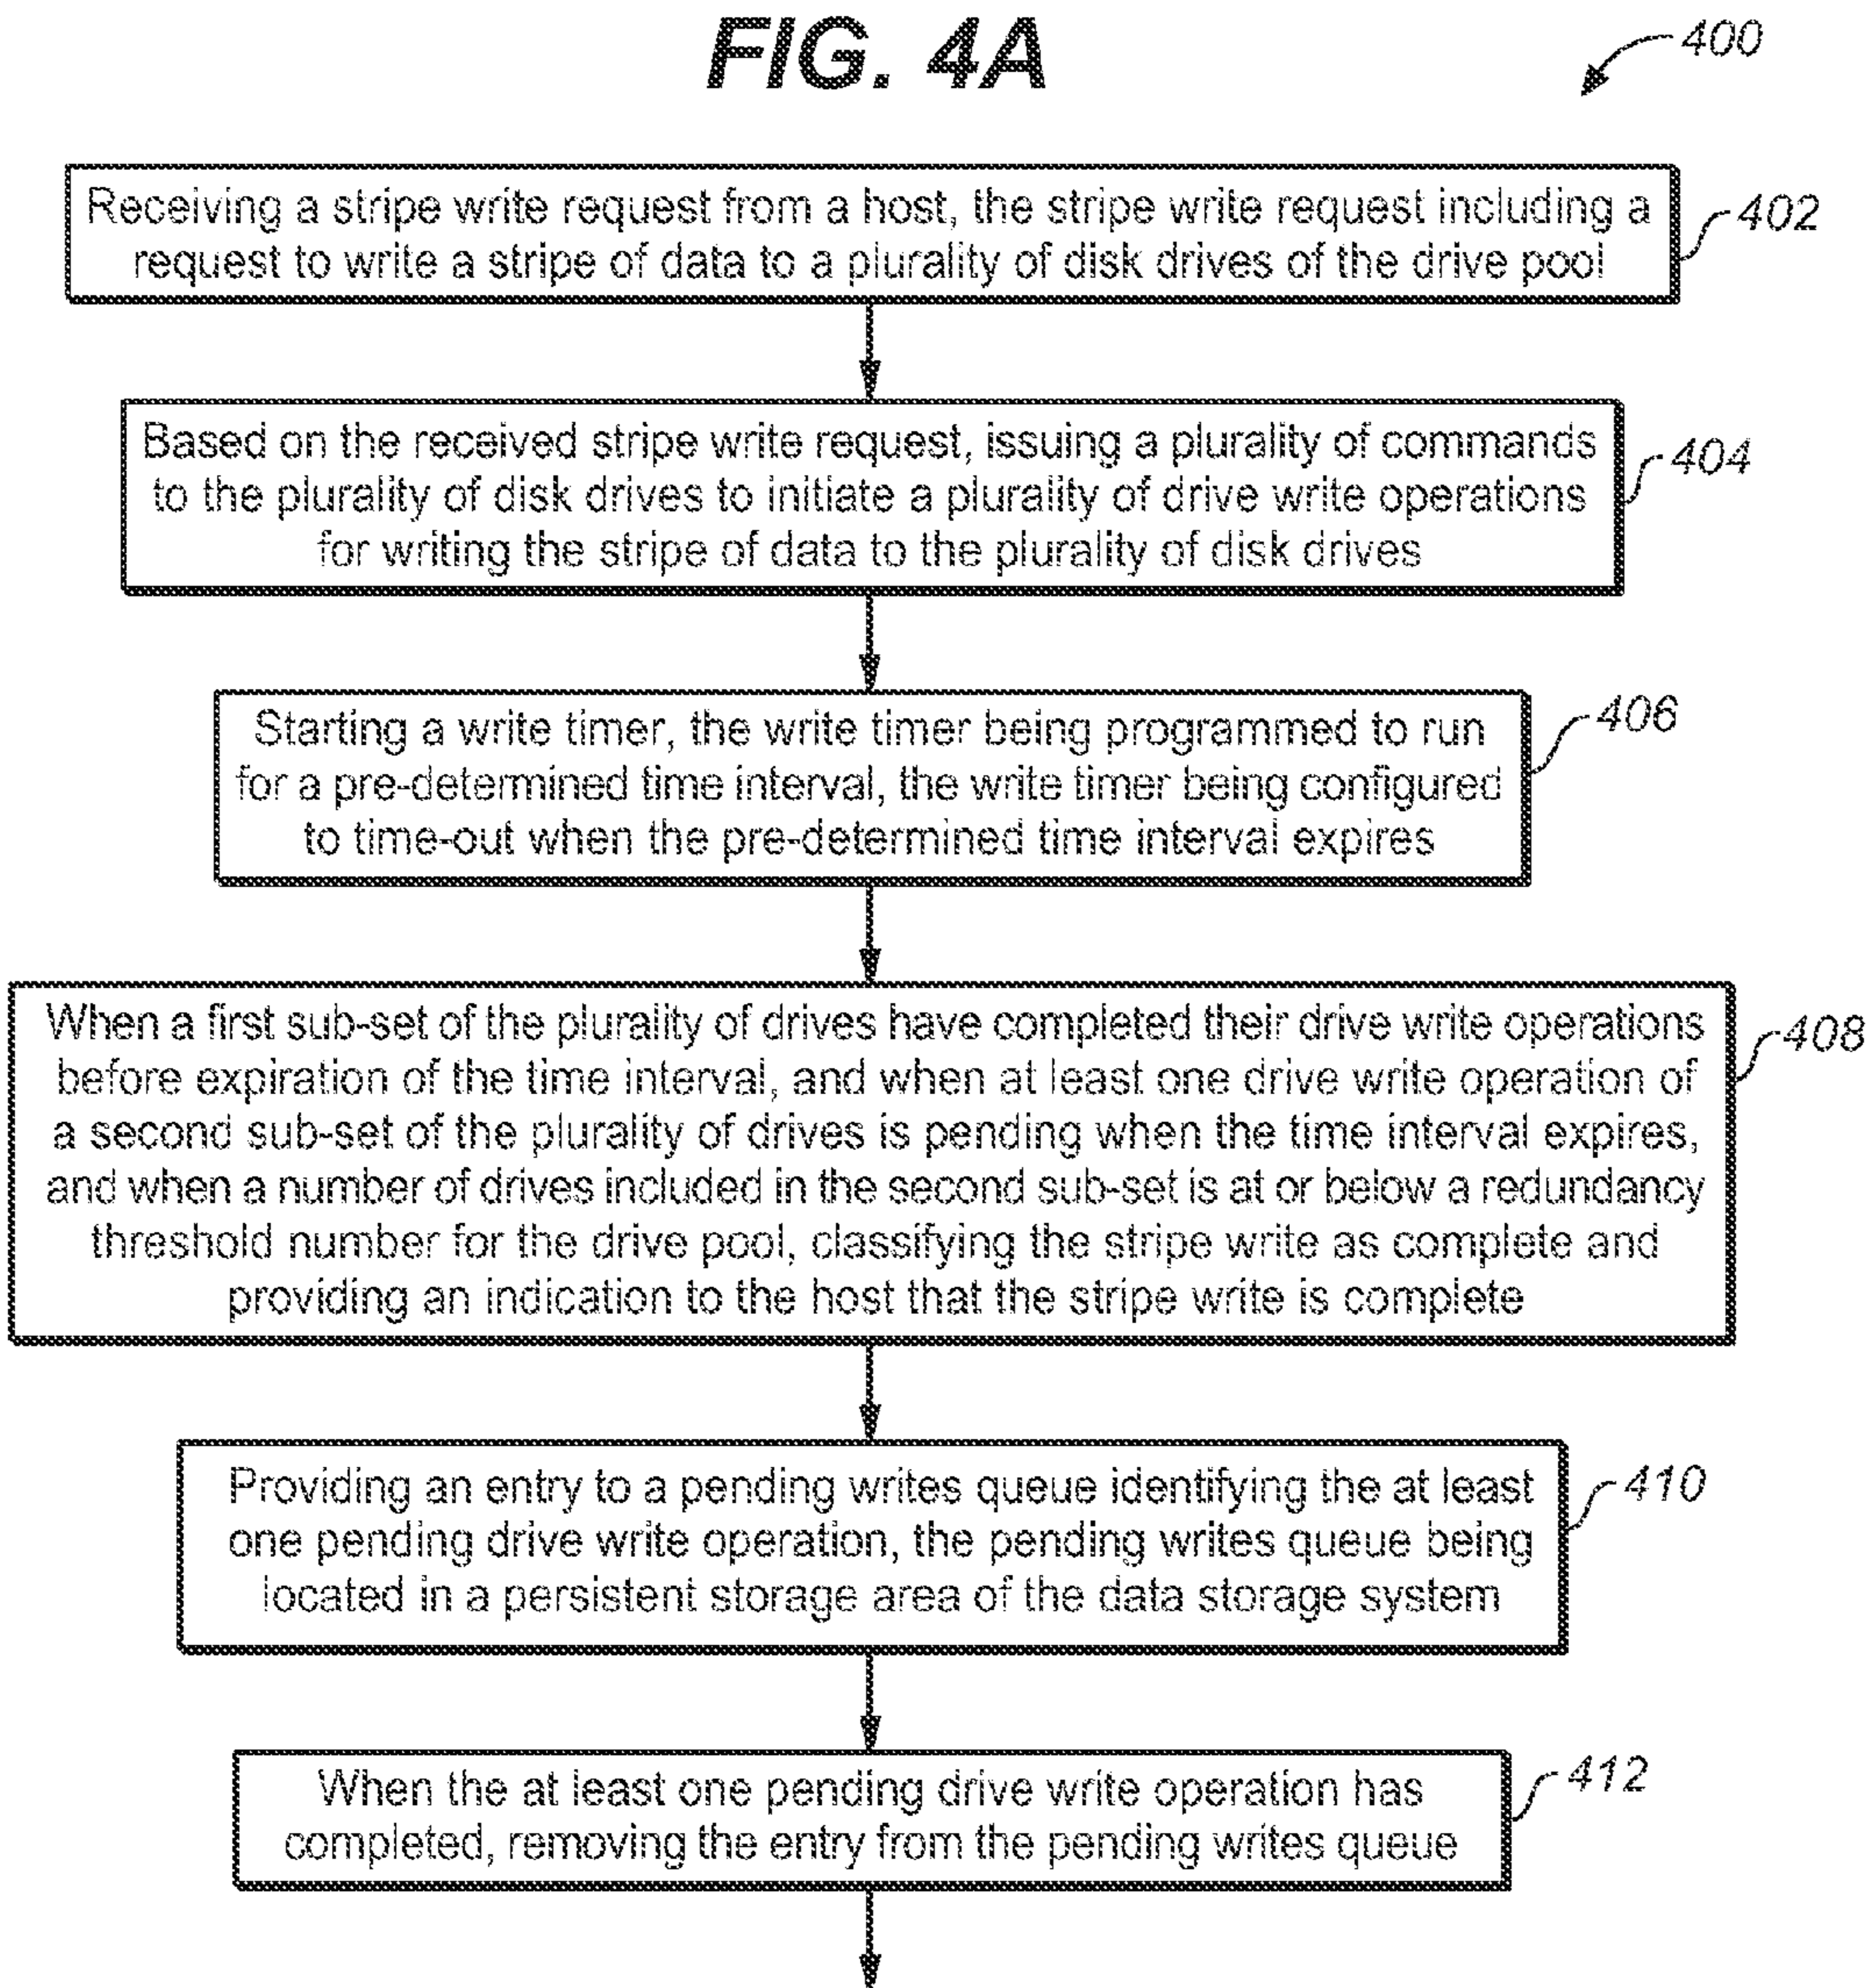 FIG. 4A
400
Receiving a stripe write request from a host, the stripe write request including a
request to write a stripe of data to a plurality of disk drives of the drive pool
402
Based on the received stripe write request, issuing a plurality of commands
to the plurality of disk drives to initiate a plurality of drive write operations
for writing the stripe of data to the plurality of disk drives
404
Starting a write timer, the write timer being programmed to run
for a pre-determined time interval, the write timer being configured
to time-out when the pre-determined time interval expires
406
When a first sub-set of the plurality of drives have completed their drive write operations
before expiration of the time interval, and when at least one drive write operation of
a second sub-set of the plurality of drives is pending when the time interval expires,
and when a number of drives included in the second sub-set is at or below a redundancy
threshold number for the drive pool, classifying the stripe write as complete and
providing an indication to the host that the stripe write is complete
408
Providing an entry to a pending writes queue identifying the at least
one pending drive write operation, the pending writes queue being
located in a persistent storage area of the data storage system
410
When the at least one pending drive write operation has
completed, removing the entry from the pending writes queue
412